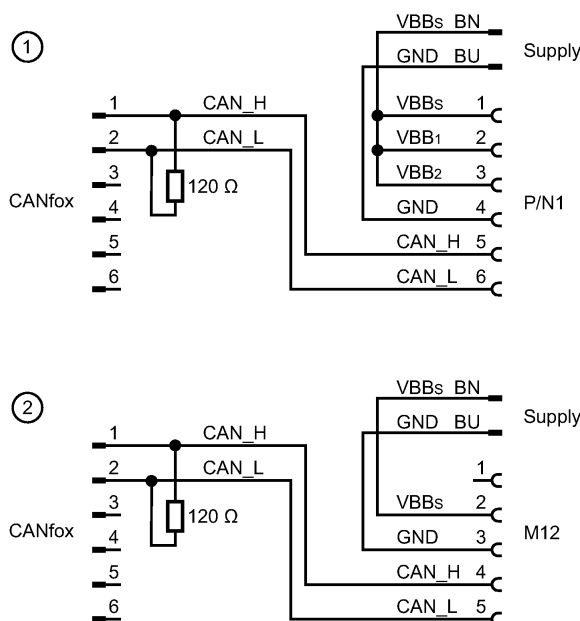 1
VBBs BN
GND BU
Supply
CANfox
1 CAN_H
2 CAN_L
3
4
5
6
120 Ω
VBBs 1
VBB1 2
VBB2 3
GND 4
CAN_H 5
CAN_L 6
P/N1
2
VBBs BN
GND BU
Supply
CANfox
1 CAN_H
2 CAN_L
3
4
5
6
120 Ω
1
VBBs 2
GND 3
CAN_H 4
CAN_L 5
M12